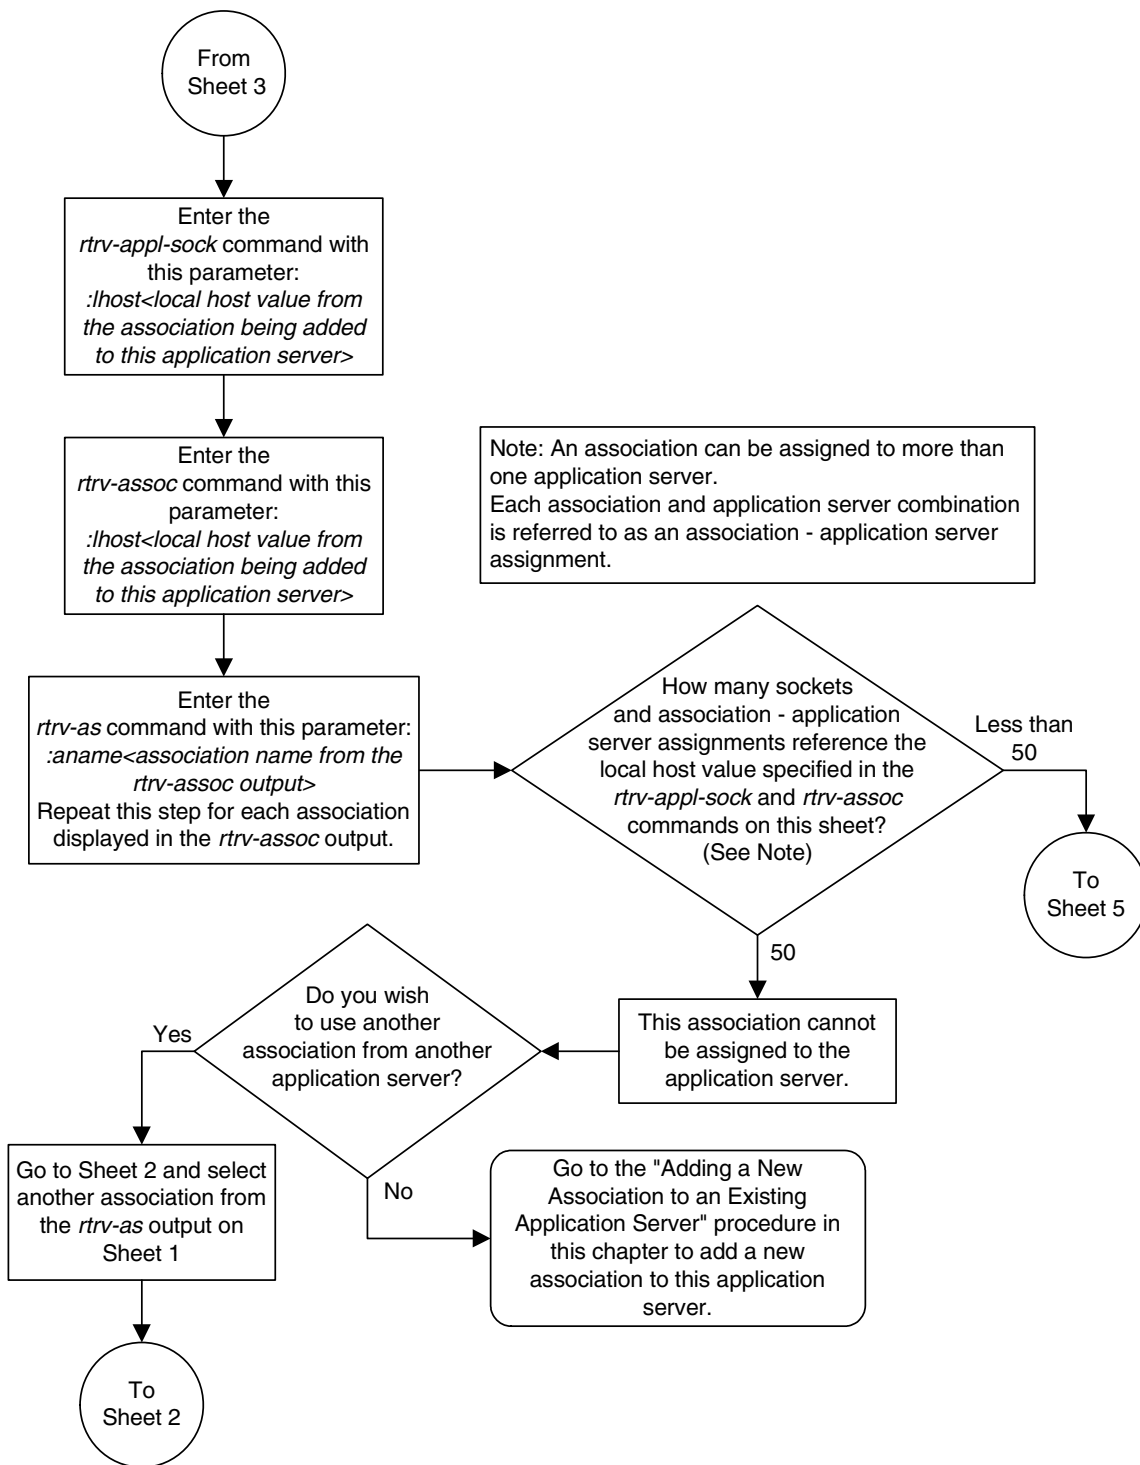 From
Sheet 3
Enter the
rtrv-appl-sock command with
this parameter:
:lhost<local host value from
the association being added
to this application server>
Enter the
rtrv-assoc command with this
parameter:
:lhost<local host value from
the association being added
to this application server>
Note: An association can be assigned to more than
one application server.
Each association and application server combination
is referred to as an association - application server
assignment.
Enter the
rtrv-as command with this parameter:
:aname<association name from the
rtrv-assoc output>
Repeat this step for each association
displayed in the rtrv-assoc output.
How many sockets
and association - application
server assignments reference the
local host value specified in the
rtrv-appl-sock and rtrv-assoc
commands on this sheet?
(See Note)
Less than
50
To
Sheet 5
50
This association cannot
be assigned to the
application server.
Do you wish
to use another
association from another
application server?
Yes
No
Go to Sheet 2 and select
another association from
the rtrv-as output on
Sheet 1
Go to the "Adding a New
Association to an Existing
Application Server" procedure in
this chapter to add a new
association to this application
server.
To
Sheet 2